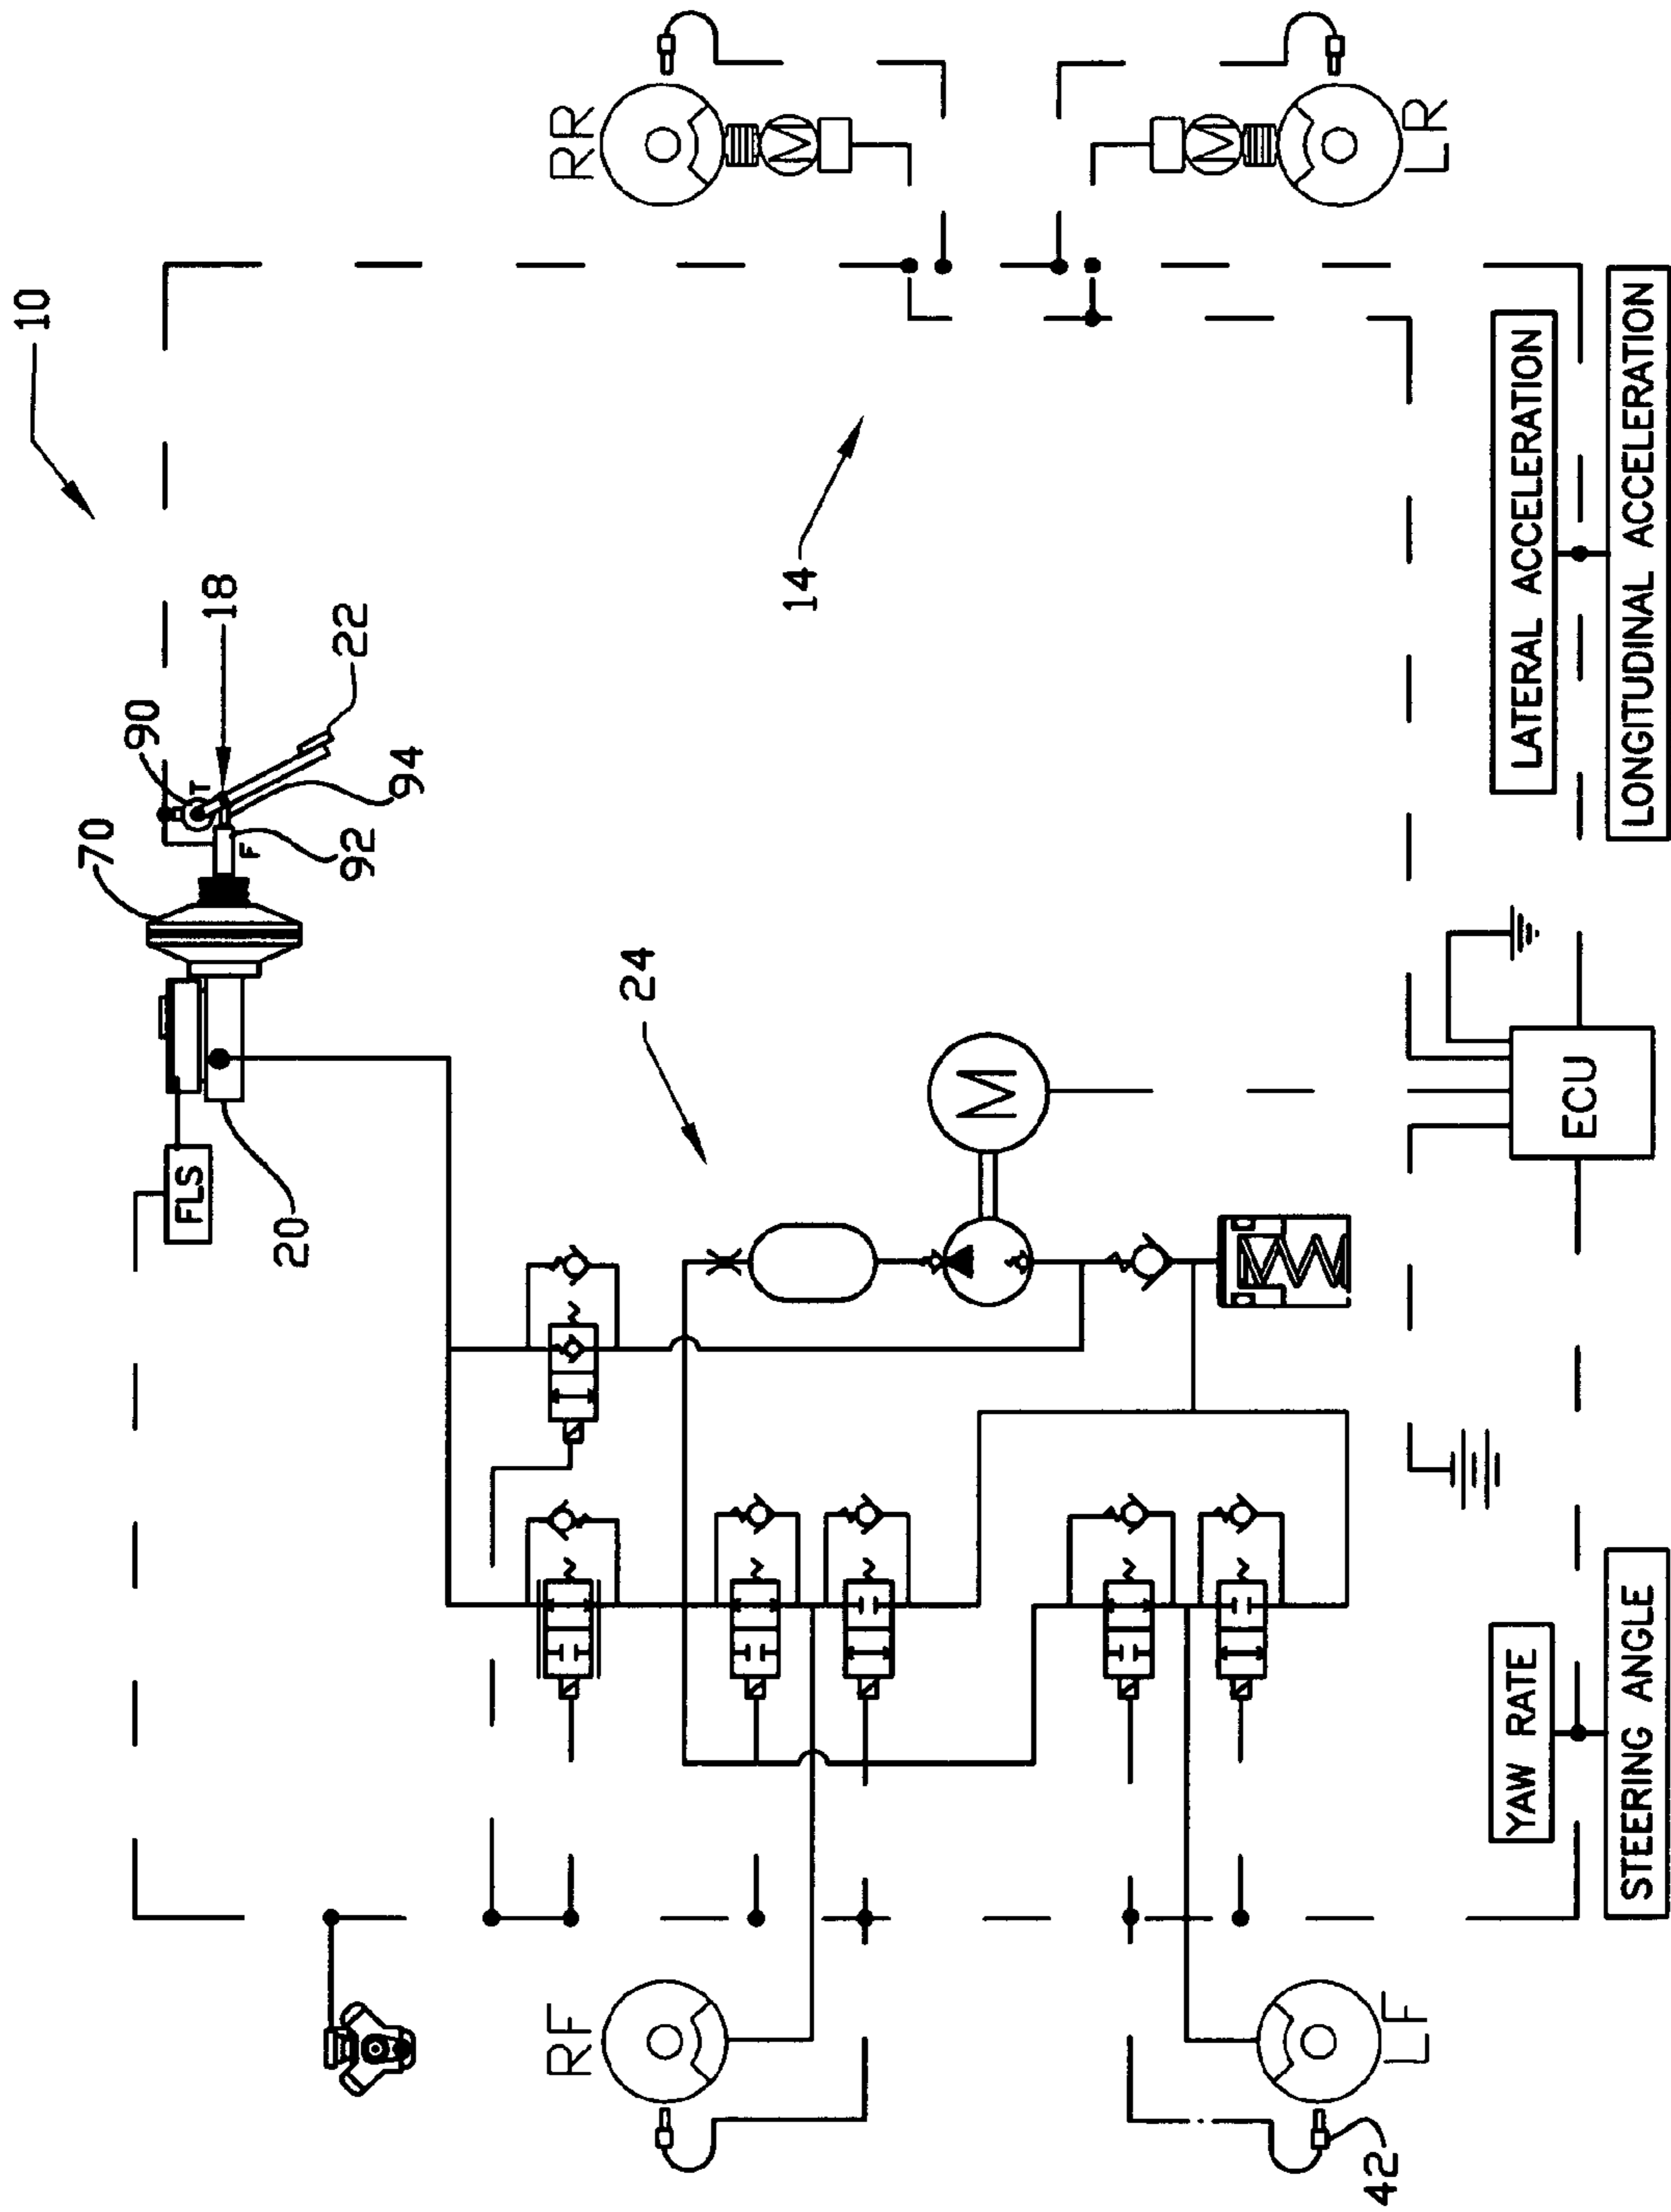 10
18
90
T
22
94
F
92
70
FLS
20
14
24
M
RR
M
LR
M
LATERAL ACCELERATION
LONGITUDINAL ACCELERATION
ECU
YAW RATE
STEERING ANGLE
RF
LF
42